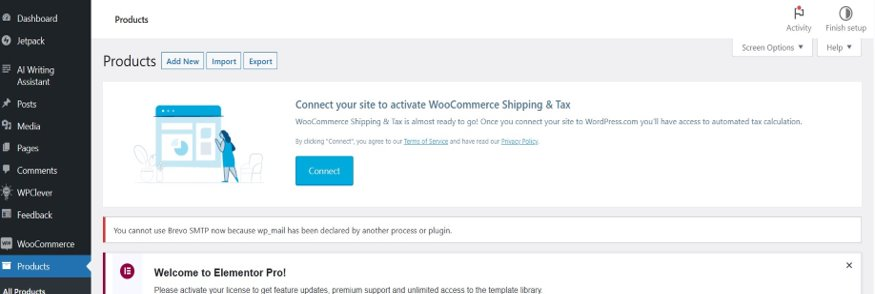 Dashboard
Products
Jetpack
Activity
Finish setup
Screen Options ▼
Help ▼
Products
Add New
Import
Export
AI Writing
Assistant
Posts
Media
Pages
Comments
WPClever
Feedback
WooCommerce
Products
All Products
Connect your site to activate WooCommerce Shipping & Tax
WooCommerce Shipping & Tax is almost ready to go! Once you connect your site to WordPress.com you'll have access to automated tax calculation.
By clicking "Connect", you agree to our Terms of Service and have read our Privacy Policy.
Connect
You cannot use Brevo SMTP now because wp_mail has been declared by another process or plugin.
Welcome to Elementor Pro!
Please activate your license to get feature updates, premium support and unlimited access to the template library.